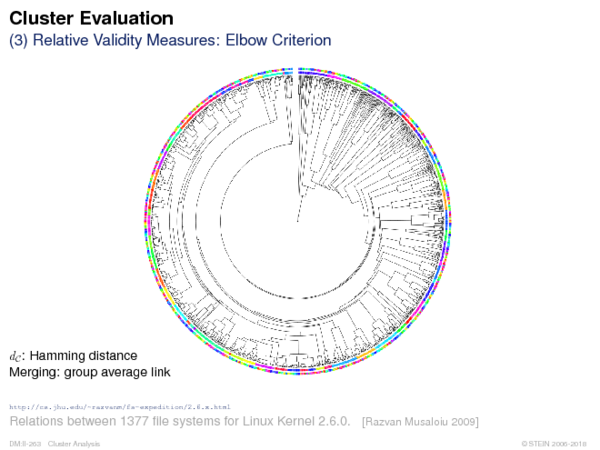 Cluster Evaluation
(3) Relative Validity Measures: Elbow Criterion
d_C: Hamming distance
Merging: group average link
http://cs.jhu.edu/~razvanm/fs-expedition/2.6.x.html
Relations between 1377 file systems for Linux Kernel 2.6.0. [Razvan Musaloiu 2009]
DM:II-263 Cluster Analysis
© STEIN 2006-2018